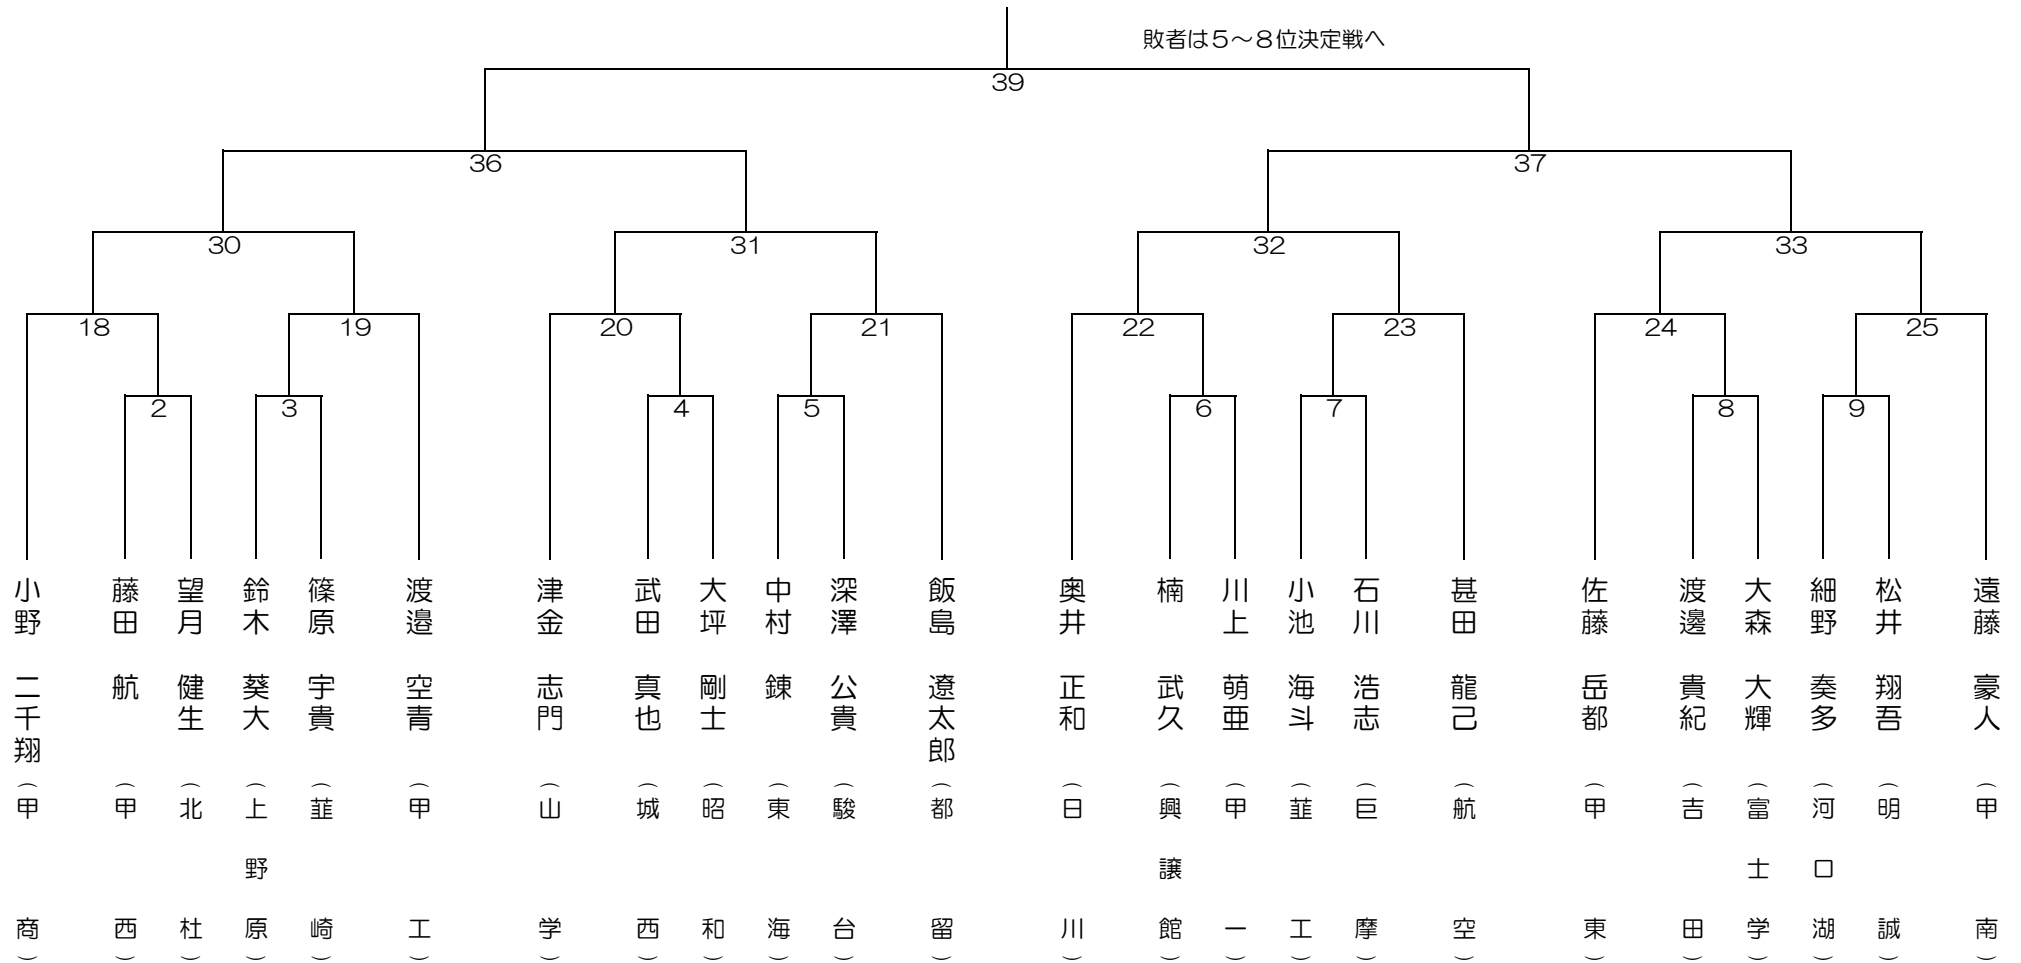 敗者は５～８位決定戦へ
39
36
37
30
31
32
33
18
19
20
21
22
23
24
25
2
3
4
5
6
7
8
9
小野 二千翔（甲商）
藤田 航（甲西）
望月 健生（北杜）
鈴木 葵大（上野原）
篠原 宇貴（韮崎）
渡邉 空青（甲工）
津金 志門（山学）
武田 真也（城西）
大坪 剛士（昭和）
中村 錬（東海）
深澤 公貴（駿台）
飯島 遼太郎（都留）
奥井 正和（日川）
楠 武久（興譲館）
川上 萌亜（甲一）
小池 海斗（韮工）
石川 浩志（巨摩）
甚田 龍己（航空）
佐藤 岳都（甲東）
渡邊 貴紀（吉田）
大森 大輝（富士学）
細野 奏多（河口湖）
松井 翔吾（明誠）
遠藤 豪人（甲南）